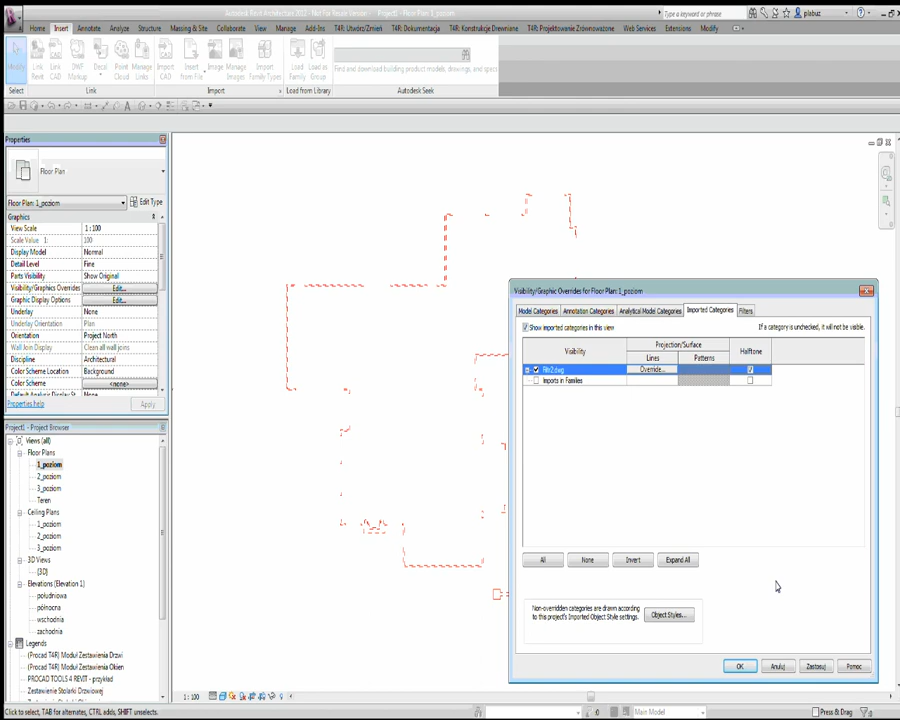 Autodesk Revit Architecture 2012 - Not For Resale Version - Project1 - Floor Plan: 1_poziom
Type a keyword or phrase
plabuz
Home Insert Annotate Analyze Structure Massing & Site Collaborate View Manage Add-Ins T4R: Utwórz/Zmień T4R: Dokumentacja T4R: Konstrukcje Drewniane T4R: Projektowanie Zrównoważone Web Services Extensions Modify
Modify
Link Revit
Link CAD
DWF Markup
Decal
Point Cloud
Manage Links
Import CAD
Insert from File
Image
Manage Images
Import Family Types
Load Family
Load as Group
Find and download building product models, drawings, and specs
Select
Link
Import
Load from Library
Autodesk Seek
Properties
Floor Plan
Floor Plan: 1_poziom
Edit Type
Graphics
View Scale 1 : 100
Scale Value 1: 100
Display Model Normal
Detail Level Fine
Parts Visibility Show Original
Visibility/Graphics Overrides Edit...
Graphic Display Options Edit...
Underlay None
Underlay Orientation Plan
Orientation Project North
Wall Join Display Clean all wall joins
Discipline Architectural
Color Scheme Location Background
Color Scheme <none>
Default Analysis Display St... None
Properties help
Apply
Project1 - Project Browser
Views (all)
Floor Plans
1_poziom
2_poziom
3_poziom
Teren
Ceiling Plans
1_poziom
2_poziom
3_poziom
3D Views
{3D}
Elevations (Elevation 1)
południowa
północna
wschodnia
zachodnia
Legends
(Procad T4R) Moduł Zestawienia Drzwi
(Procad T4R) Moduł Zestawienia Okien
PROCAD TOOLS 4 REVIT - przykład
Zestawienie Stolarki Drzwiowej
Visibility/Graphic Overrides for Floor Plan: 1_poziom
Model Categories Annotation Categories Analytical Model Categories Imported Categories Filters
Show imported categories in this view
If a category is unchecked, it will not be visible.
Visibility
Projection/Surface
Lines
Patterns
Halftone
Override...
Imports in Families
All
None
Invert
Expand All
Non-overridden categories are drawn according to this project's Imported Object Style settings.
Object Styles...
OK
Anuluj
Zastosuj
Pomoc
1 : 100
Click to select, TAB for alternates, CTRL adds, SHIFT unselects.
:0
Main Model
Press & Drag
:0